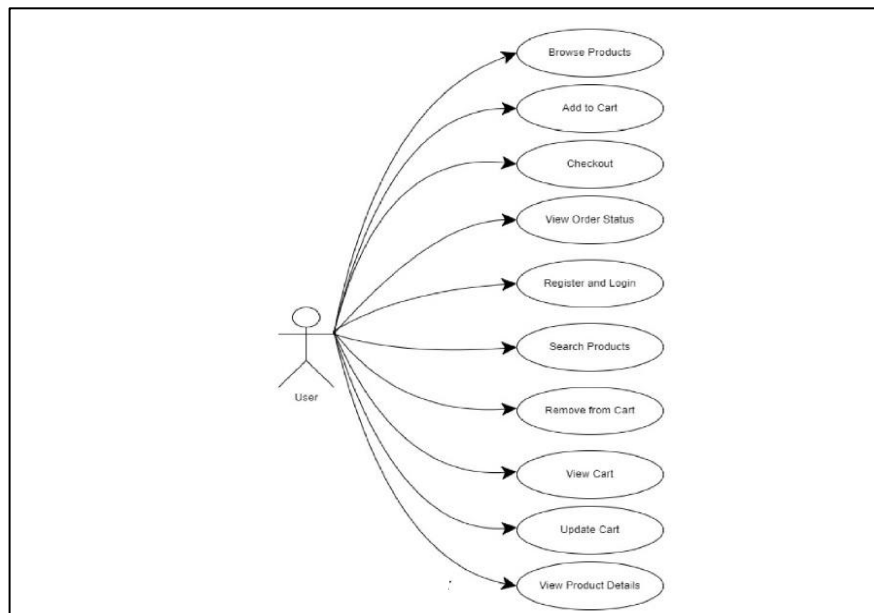 Browse Products
Add to Cart
Checkout
View Order Status
Register and Login
Search Products
User
Remove from Cart
View Cart
Update Cart
View Product Details